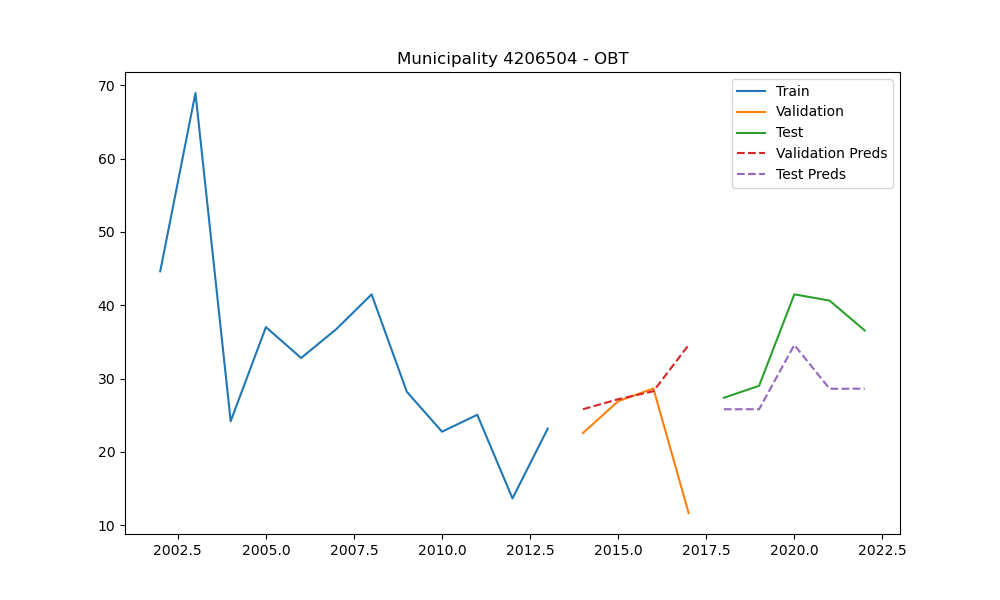 Municipality 4206504 - OBT
Train
Validation
Test
Validation Preds
Test Preds
70
60
50
40
30
20
10
2002.5 2005.0 2007.5 2010.0 2012.5 2015.0 2017.5 2020.0 2022.5